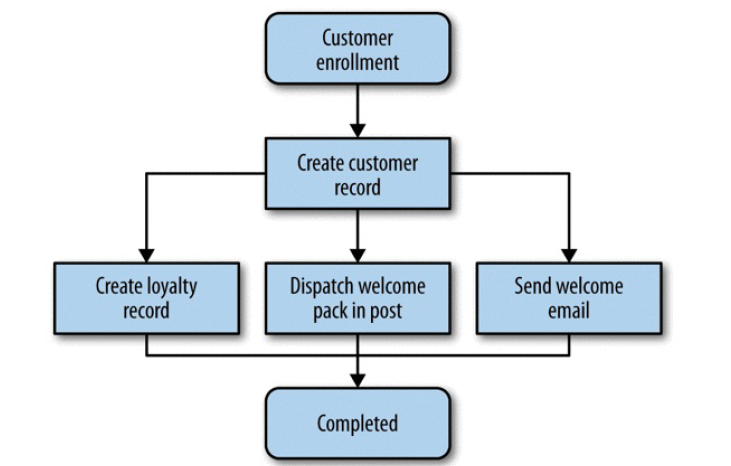 Customer
enrollment
Create customer
record
Create loyalty
record
Dispatch welcome
pack in post
Send welcome
email
Completed